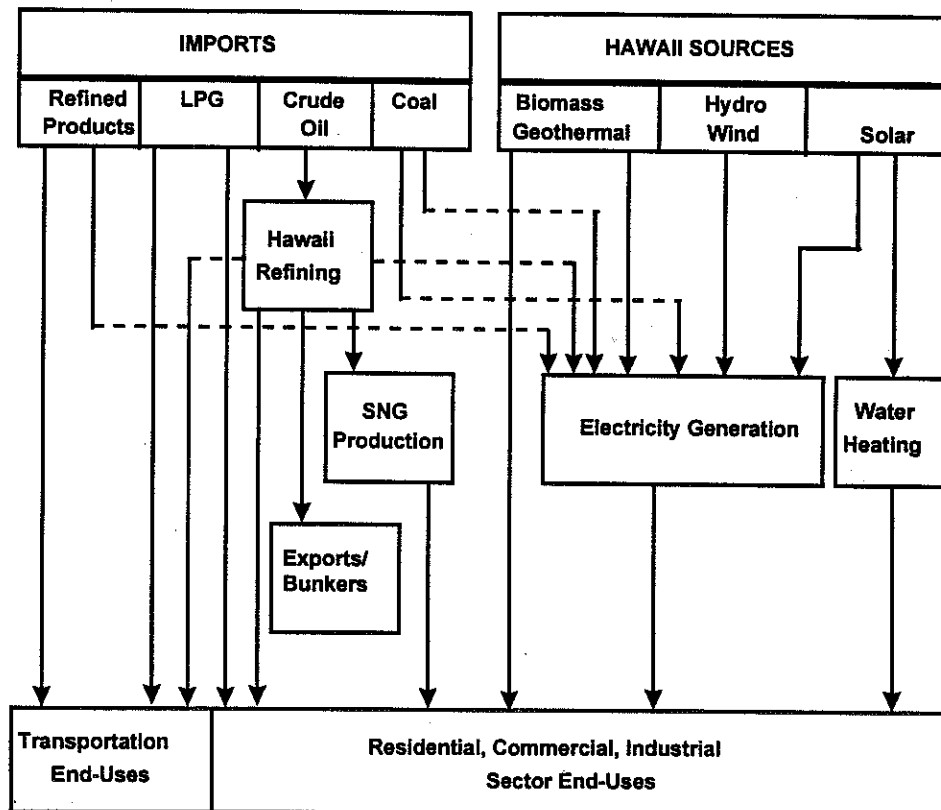 IMPORTS
HAWAII SOURCES
Refined
Products
LPG
Crude
Oil
Coal
Biomass
Geothermal
Hydro
Wind
Solar
Hawaii
Refining
SNG
Production
Electricity Generation
Water
Heating
Exports/
Bunkers
Transportation
End-Uses
Residential, Commercial, Industrial
Sector End-Uses